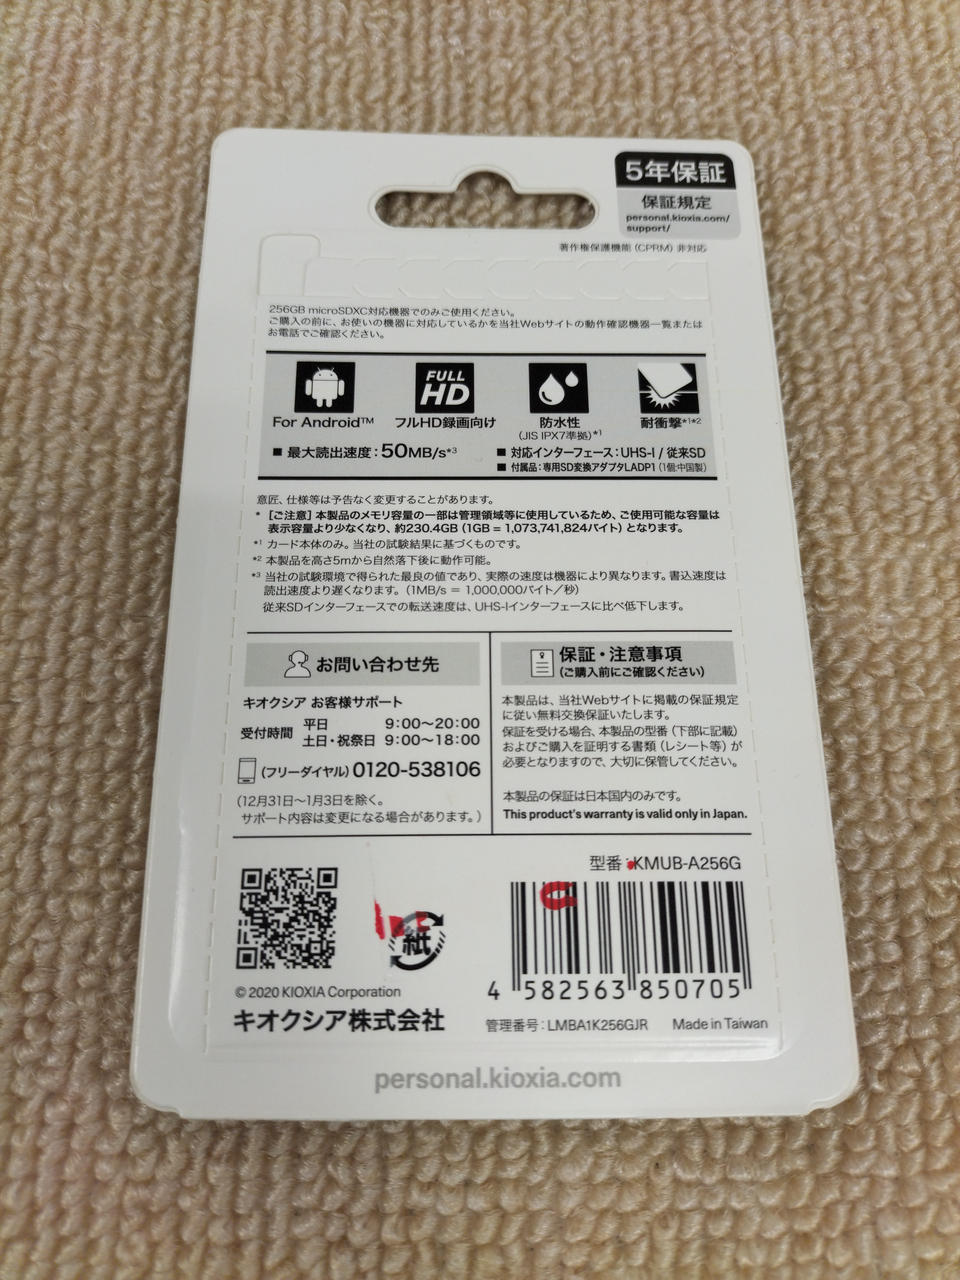 5年保証
保証規定
personal.kioxia.com/
support/
著作権保護機能(CPRM)非対応
256GB microSDXC対応機器でのみご使用ください。
ご購入の前に、お使いの機器に対応しているかを当社Webサイトの動作確認機器一覧または
お電話でご確認ください。
FULL
HD
For Android™ フルHD録画向け 防水性 耐衝撃*1*2
(JIS IPX7準拠)*1
■ 最大読出速度:50MB/s*3
■ 対応インターフェース:UHS-I / 従来SD
■ 付属品:専用SD変換アダプタLADP1(1個:中国製)
意匠、仕様等は予告なく変更することがあります。
* [ご注意]本製品のメモリ容量の一部は管理領域等に使用しているため、ご使用可能な容量は
表示容量より少なくなり、約230.4GB(1GB = 1,073,741,824バイト)となります。
*1 カード本体のみ。当社の試験結果に基づくものです。
*2 本製品を高さ5mから自然落下後に動作可能。
*3 当社の試験環境で得られた最良の値であり、実際の速度は機器により異なります。書込速度は
読出速度より遅くなります。(1MB/s = 1,000,000バイト/秒)
従来SDインターフェースでの転送速度は、UHS-Iインターフェースに比べ低下します。
お問い合わせ先
キオクシア お客様サポート
受付時間 平日 9:00〜20:00
土日・祝祭日 9:00〜18:00
(フリーダイヤル)0120-538106
(12月31日〜1月3日を除く。
サポート内容は変更になる場合があります。)
保証・注意事項
(ご購入前にご確認ください)
本製品は、当社Webサイトに掲載の保証規定
に従い無料交換保証いたします。
保証を受ける場合、本製品の型番(下部に記載)
およびご購入を証明する書類(レシート等)が
必要となりますので、大切に保管してください。
本製品の保証は日本国内のみです。
This product's warranty is valid only in Japan.
型番:KMUB-A256G
紙
4 582563 850705
© 2020 KIOXIA Corporation
キオクシア株式会社
管理番号:LMBA1K256GJR Made in Taiwan
personal.kioxia.com